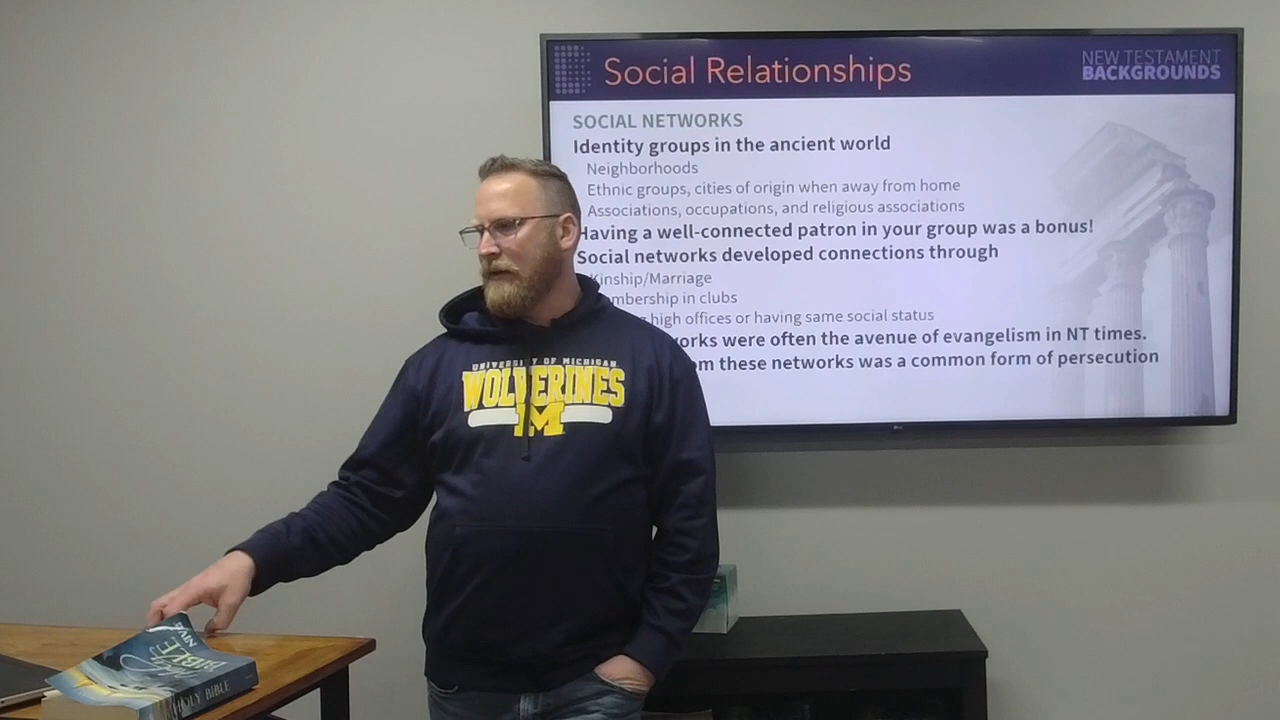 Social Relationships
NEW TESTAMENT
BACKGROUNDS
SOCIAL NETWORKS
Identity groups in the ancient world
Neighborhoods
Ethnic groups, cities of origin when away from home
Associations, occupations, and religious associations
Having a well-connected patron in your group was a bonus!
Social networks developed connections through
Kinship/Marriage
mbership in clubs
high offices or having same social status
orks were often the avenue of evangelism in NT times.
om these networks was a common form of persecution
UNIVERSITY OF MICHIGAN
WOLVERINES
M
NIV
Holy
BIBLE
HOLY BIBLE
LG